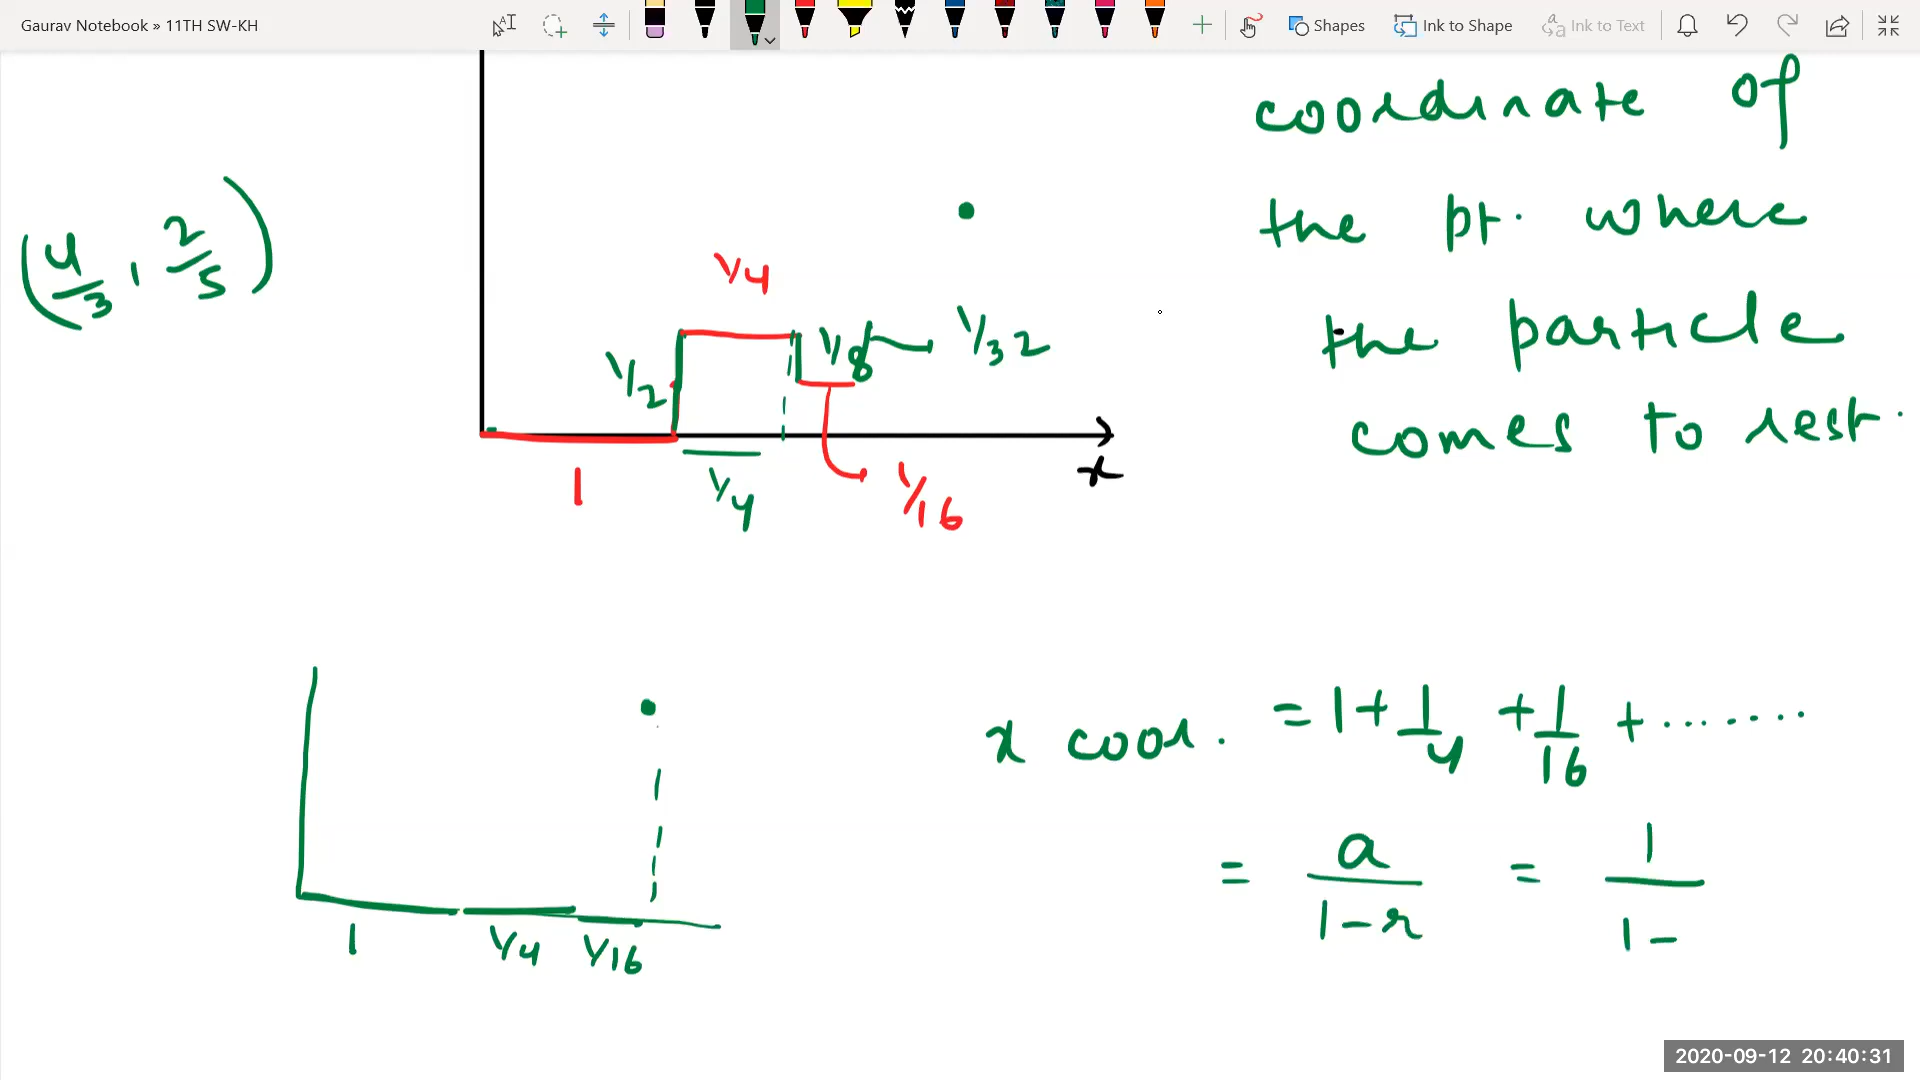 Gaurav Notebook » 11TH SW-KH
Shapes
Ink to Shape
Ink to Text
coordinate of
the pt. where
the particle
comes to rest.
(4/3, 2/5)
1/4
1/2
1/8
1/32
x
1
1/4
1/16
x coor. = 1 + 1/4 + 1/16 + ........
= a/1-r = 1/1-
1
1/4
1/16
2020-09-12 20:40:31